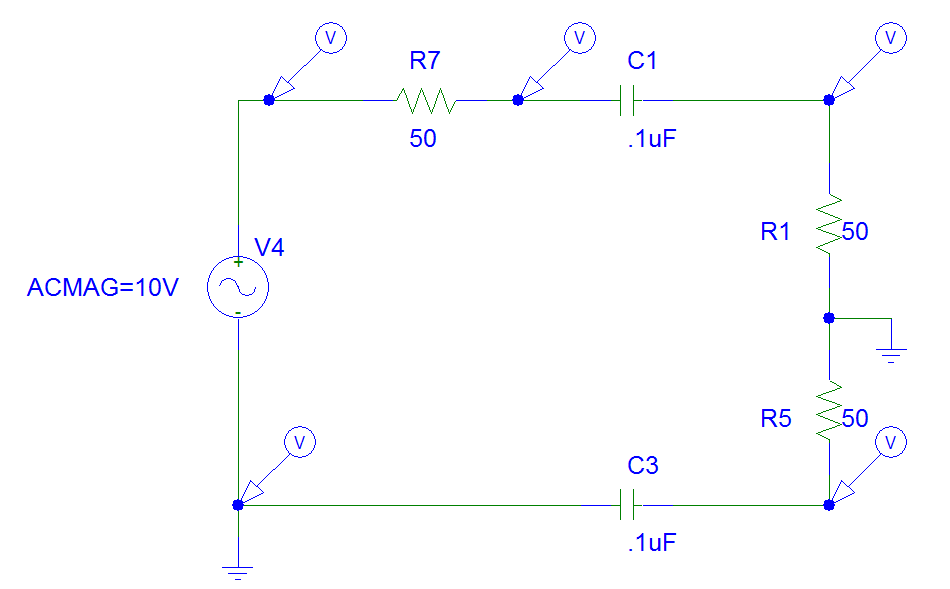 V
V
V
R7
C1
50
.1uF
R1
50
V4
ACMAG=10V
+
-
R5
50
V
V
C3
.1uF